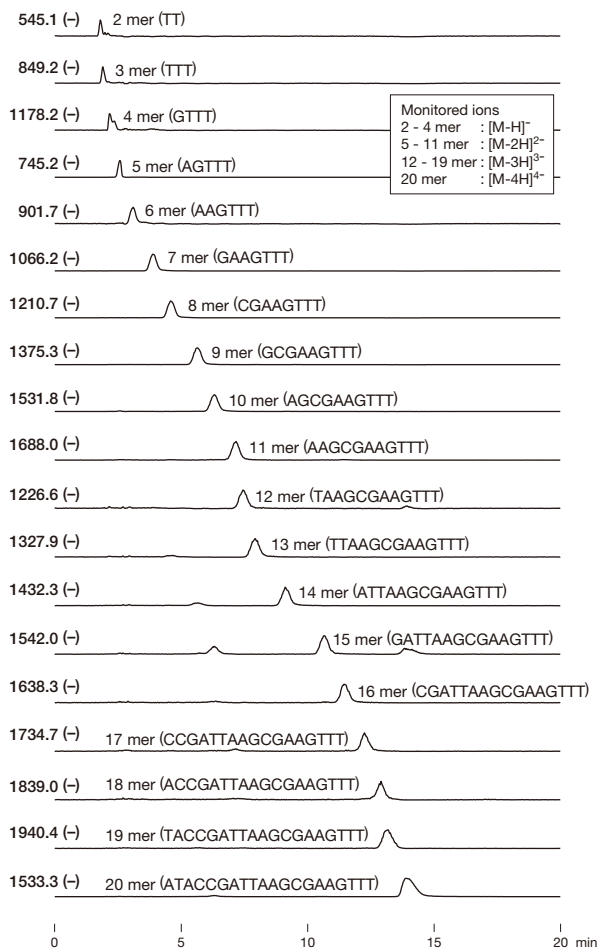 545.1 (–) 2 mer (TT)
849.2 (–) 3 mer (TTT)
1178.2 (–) 4 mer (GTTT)
Monitored ions
2 - 4 mer : [M-H]⁻
5 - 11 mer : [M-2H]²⁻
12 - 19 mer : [M-3H]³⁻
20 mer : [M-4H]⁴⁻
745.2 (–) 5 mer (AGTTT)
901.7 (–) 6 mer (AAGTTT)
1066.2 (–) 7 mer (GAAGTTT)
1210.7 (–) 8 mer (CGAAGTTT)
1375.3 (–) 9 mer (GCGAAGTTT)
1531.8 (–) 10 mer (AGCGAAGTTT)
1688.0 (–) 11 mer (AAGCGAAGTTT)
1226.6 (–) 12 mer (TAAGCGAAGTTT)
1327.9 (–) 13 mer (TTAAGCGAAGTTT)
1432.3 (–) 14 mer (ATTAAGCGAAGTTT)
1542.0 (–) 15 mer (GATTAAGCGAAGTTT)
1638.3 (–) 16 mer (CGATTAAGCGAAGTTT)
1734.7 (–) 17 mer (CCGATTAAGCGAAGTTT)
1839.0 (–) 18 mer (ACCGATTAAGCGAAGTTT)
1940.4 (–) 19 mer (TACCGATTAAGCGAAGTTT)
1533.3 (–) 20 mer (ATACCGATTAAGCGAAGTTT)
0 5 10 15 20 min